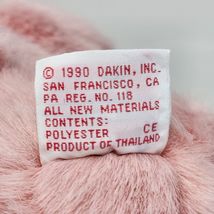 © 1990 DAKIN, INC.
SAN FRANCISCO, CA
PA REG. NO. 118
ALL NEW MATERIALS
CONTENTS:
POLYESTER CE
PRODUCT OF THAILAND